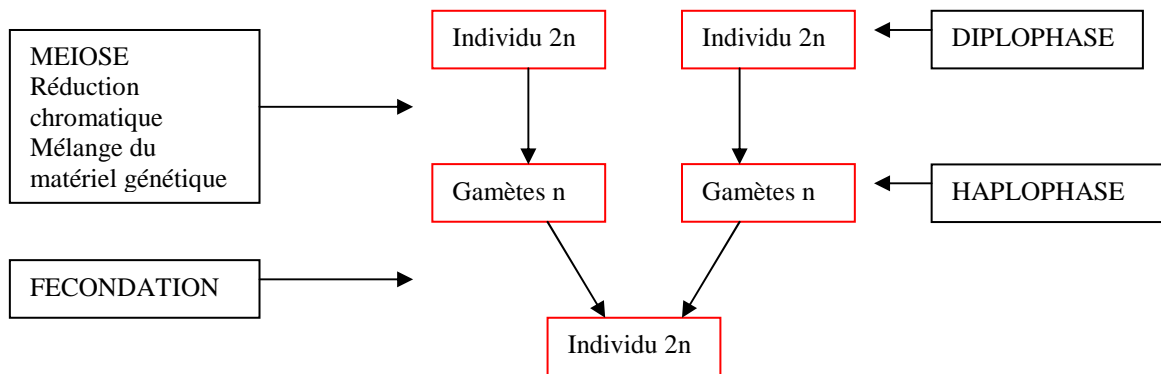 Individu 2n
Individu 2n
DIPLOPHASE
MEIOSE
Réduction
chromatique
Mélange du
matériel génétique
Gamètes n
Gamètes n
HAPLOPHASE
FECONDATION
Individu 2n